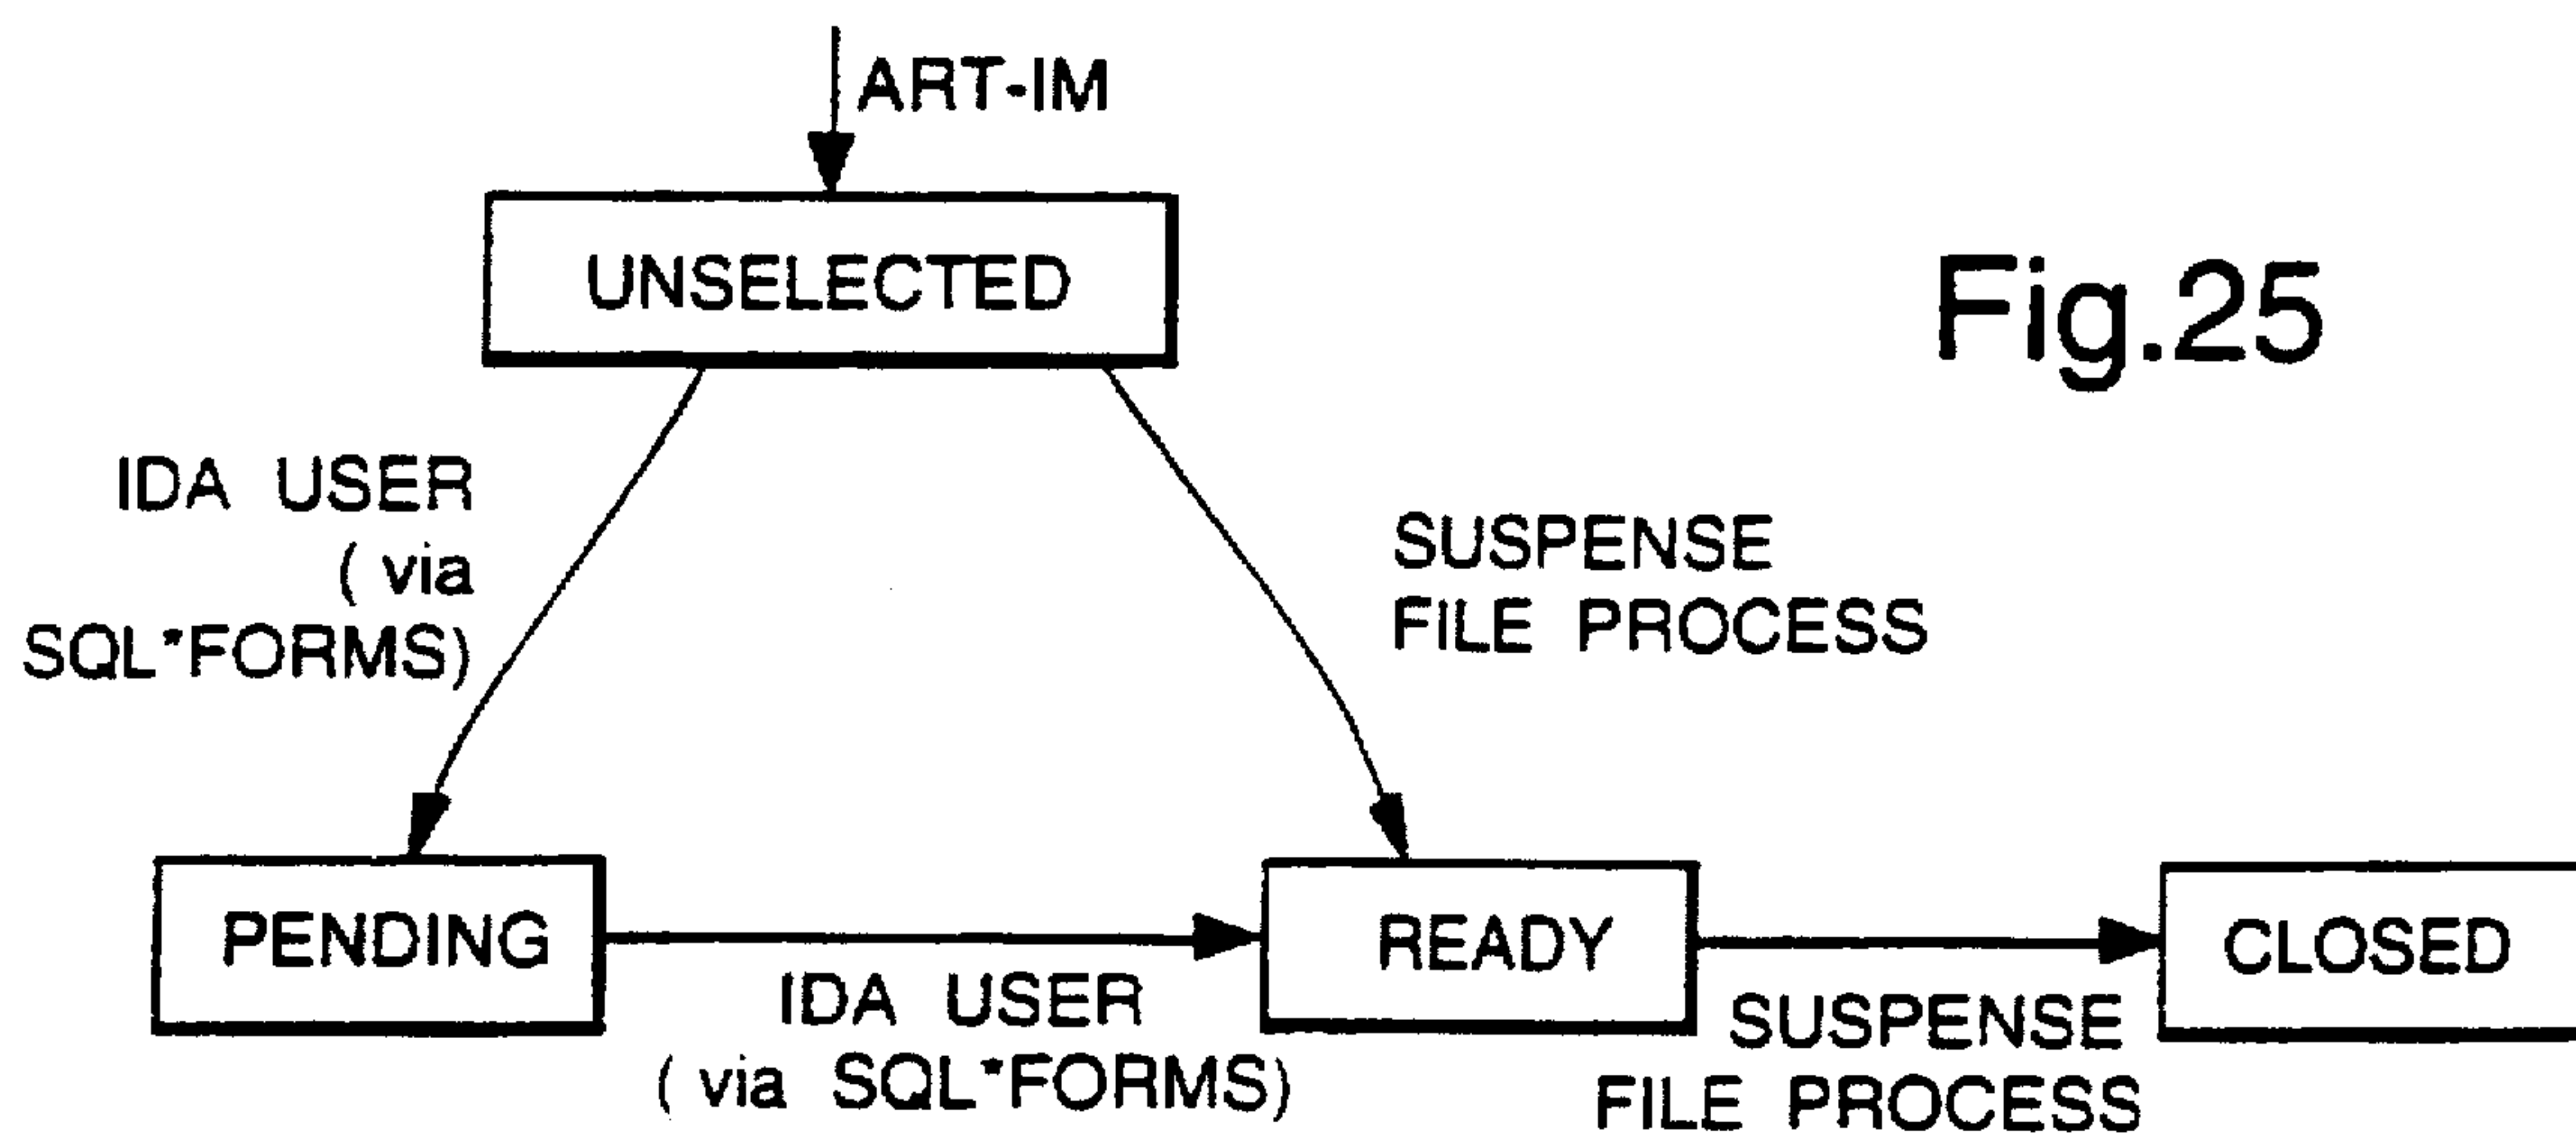 ART-IM
UNSELECTED
Fig.25
IDA USER
( via
SQL*FORMS)
SUSPENSE
FILE PROCESS
PENDING
IDA USER
( via SQL*FORMS)
READY
SUSPENSE
FILE PROCESS
CLOSED